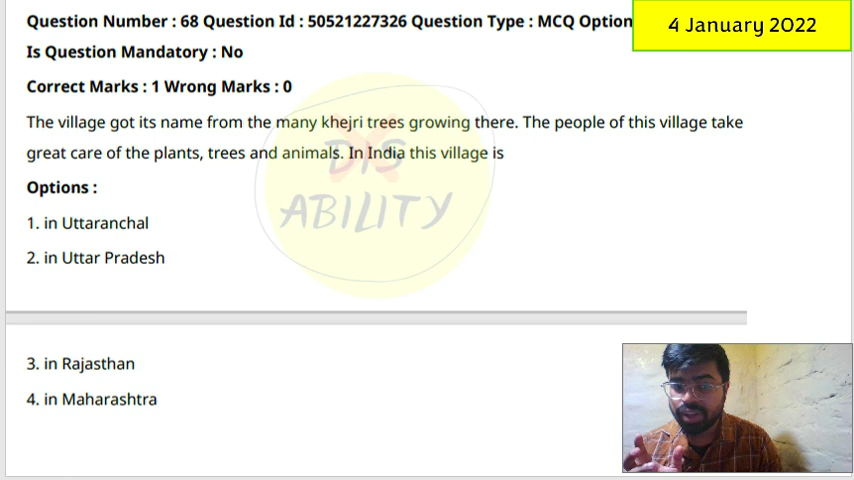 Question Number : 68 Question Id : 50521227326 Question Type : MCQ Option
4 January 2022
Is Question Mandatory : No
Correct Marks : 1 Wrong Marks : 0
The village got its name from the many khejri trees growing there. The people of this village take
great care of the plants, trees and animals. In India this village is
DIS
ABILITY
Options :
1. in Uttaranchal
2. in Uttar Pradesh
3. in Rajasthan
4. in Maharashtra